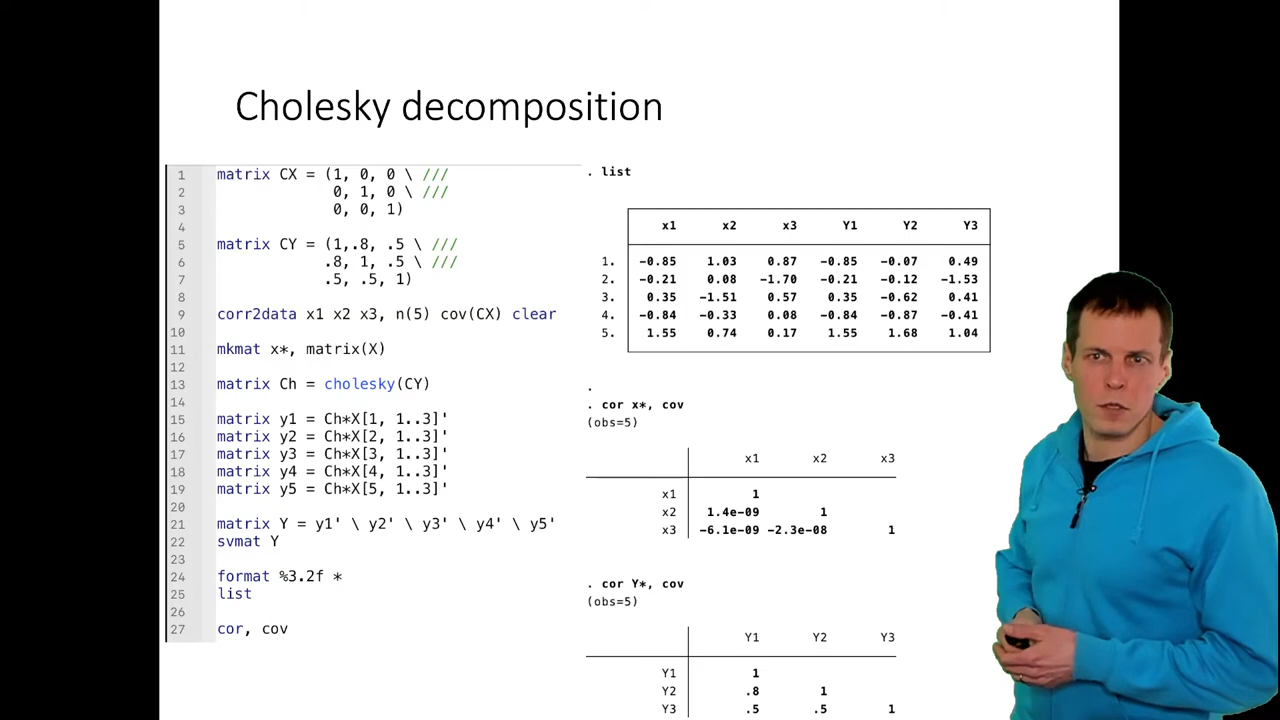 Cholesky decomposition
1 matrix CX = (1, 0, 0 \ ///
2 0, 1, 0 \ ///
3 0, 0, 1)
4
5 matrix CY = (1,.8, .5 \ ///
6 .8, 1, .5 \ ///
7 .5, .5, 1)
8
9 corr2data x1 x2 x3, n(5) cov(CX) clear
10
11 mkmat x*, matrix(X)
12
13 matrix Ch = cholesky(CY)
14
15 matrix y1 = Ch*X[1, 1..3]'
16 matrix y2 = Ch*X[2, 1..3]'
17 matrix y3 = Ch*X[3, 1..3]'
18 matrix y4 = Ch*X[4, 1..3]'
19 matrix y5 = Ch*X[5, 1..3]'
20
21 matrix Y = y1' \ y2' \ y3' \ y4' \ y5'
22 svmat Y
23
24 format %3.2f *
25 list
26
27 cor, cov
. list
x1 x2 x3 Y1 Y2 Y3
1. -0.85 1.03 0.87 -0.85 -0.07 0.49
2. -0.21 0.08 -1.70 -0.21 -0.12 -1.53
3. 0.35 -1.51 0.57 0.35 -0.62 0.41
4. -0.84 -0.33 0.08 -0.84 -0.87 -0.41
5. 1.55 0.74 0.17 1.55 1.68 1.04
.
. cor x*, cov
(obs=5)
x1 x2 x3
x1 1
x2 1.4e-09 1
x3 -6.1e-09 -2.3e-08 1
. cor Y*, cov
(obs=5)
Y1 Y2 Y3
Y1 1
Y2 .8 1
Y3 .5 .5 1